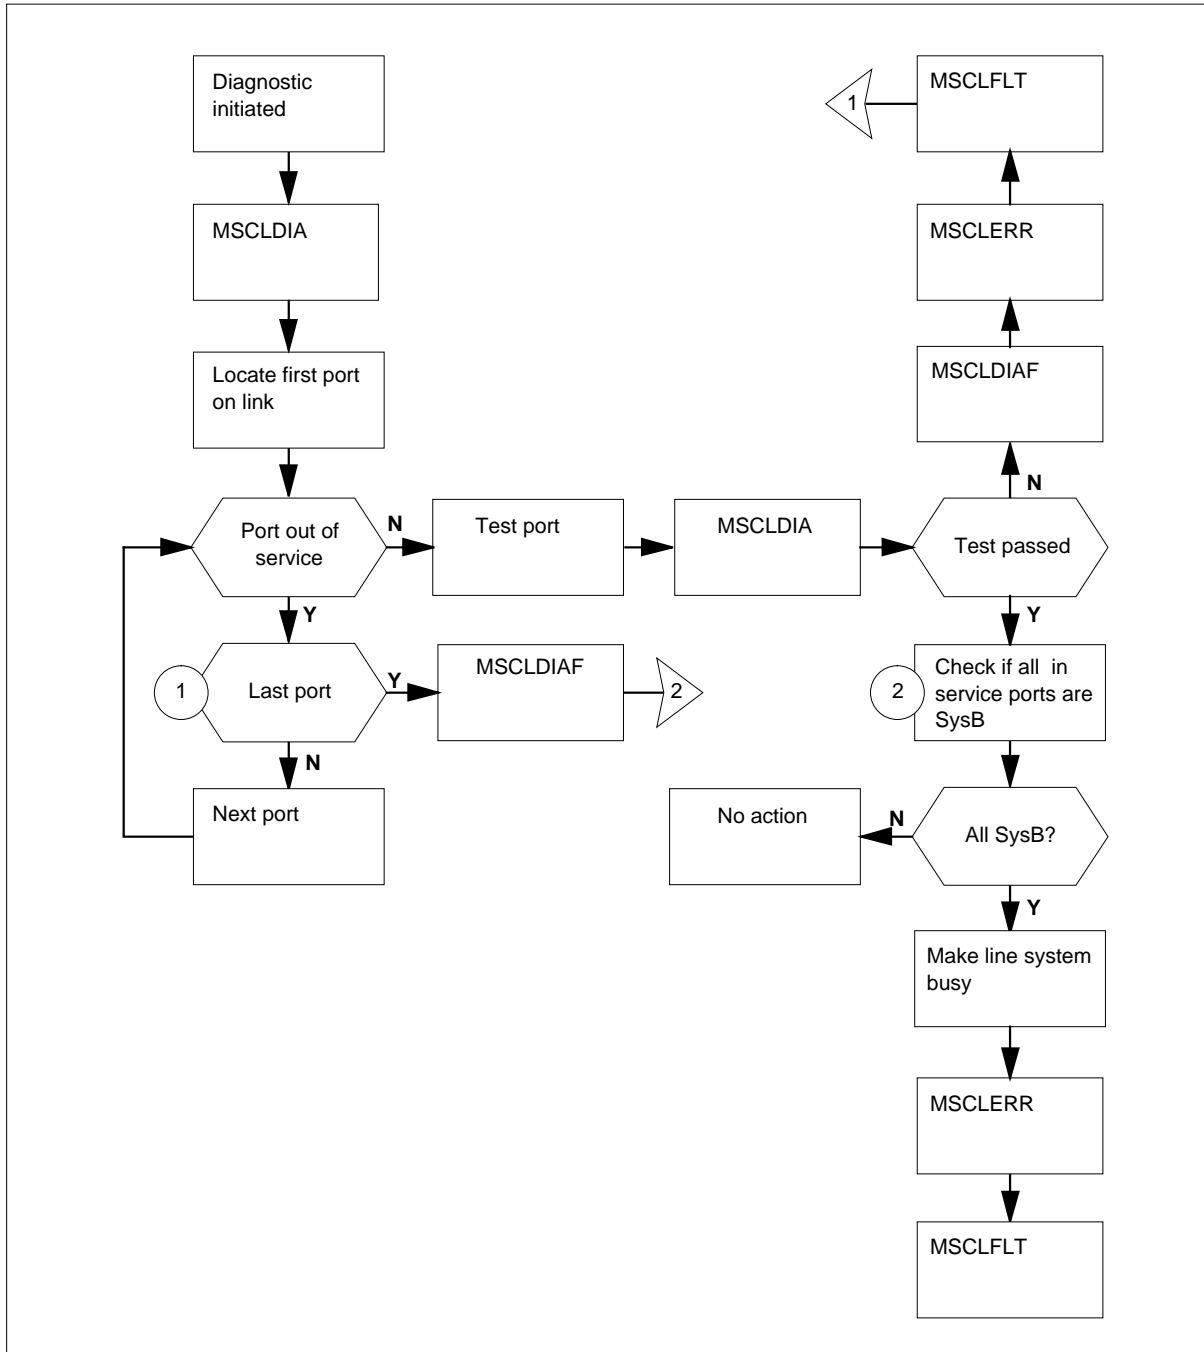 Diagnostic
initiated
MSCLDIA
Locate first port
on link
Port out of
service
N
Test port
MSCLDIA
Test passed
N
MSCLDIAF
MSCLERR
MSCLFLT
1
Y
1
Last port
Y
MSCLDIAF
2
N
Next port
Y
2
Check if all in
service ports are
SysB
All SysB?
N
No action
Y
Make line system
busy
MSCLERR
MSCLFLT